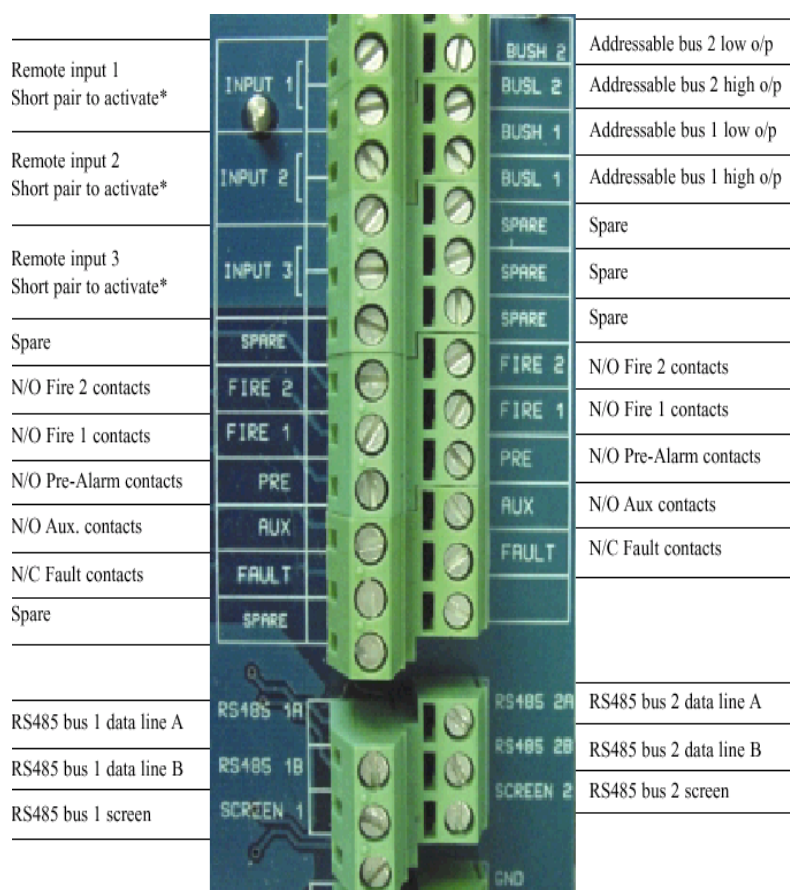 Remote input 1
Short pair to activate*
Remote input 2
Short pair to activate*
Remote input 3
Short pair to activate*
Spare
N/O Fire 2 contacts
N/O Fire 1 contacts
N/O Pre-Alarm contacts
N/O Aux. contacts
N/C Fault contacts
Spare
RS485 bus 1 data line A
RS485 bus 1 data line B
RS485 bus 1 screen
INPUT 1
INPUT 2
INPUT 3
SPARE
FIRE 2
FIRE 1
PRE
AUX
FAULT
SPARE
RS485 1A
RS485 1B
SCREEN 1
BUSH 2
BUSL 2
BUSH 1
BUSL 1
SPARE
SPARE
SPARE
FIRE 2
FIRE 1
PRE
AUX
FAULT
RS485 2A
RS485 2B
SCREEN 2
GND
Addressable bus 2 low o/p
Addressable bus 2 high o/p
Addressable bus 1 low o/p
Addressable bus 1 high o/p
Spare
Spare
Spare
N/O Fire 2 contacts
N/O Fire 1 contacts
N/O Pre-Alarm contacts
N/O Aux contacts
N/C Fault contacts
RS485 bus 2 data line A
RS485 bus 2 data line B
RS485 bus 2 screen